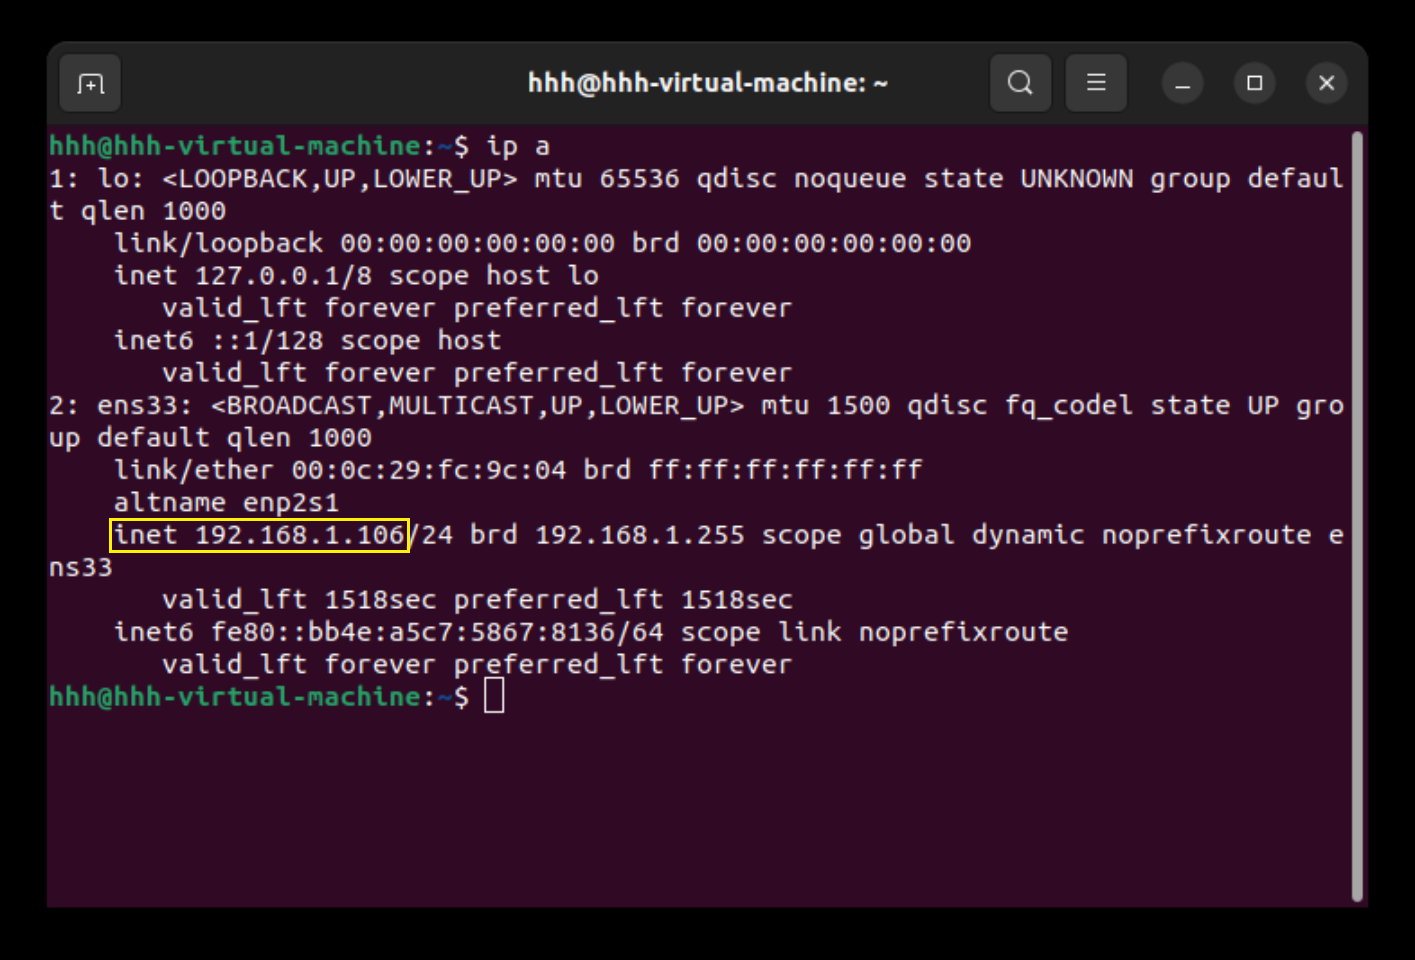 hhh@hhh-virtual-machine: ~
hhh@hhh-virtual-machine:~$ ip a
1: lo: <LOOPBACK,UP,LOWER_UP> mtu 65536 qdisc noqueue state UNKNOWN group defaul
t qlen 1000
    link/loopback 00:00:00:00:00:00 brd 00:00:00:00:00:00
    inet 127.0.0.1/8 scope host lo
       valid_lft forever preferred_lft forever
    inet6 ::1/128 scope host
       valid_lft forever preferred_lft forever
2: ens33: <BROADCAST,MULTICAST,UP,LOWER_UP> mtu 1500 qdisc fq_codel state UP gro
up default qlen 1000
    link/ether 00:0c:29:fc:9c:04 brd ff:ff:ff:ff:ff:ff
    altname enp2s1
    inet 192.168.1.106/24 brd 192.168.1.255 scope global dynamic noprefixroute e
ns33
       valid_lft 1518sec preferred_lft 1518sec
    inet6 fe80::bb4e:a5c7:5867:8136/64 scope link noprefixroute
       valid_lft forever preferred_lft forever
hhh@hhh-virtual-machine:~$